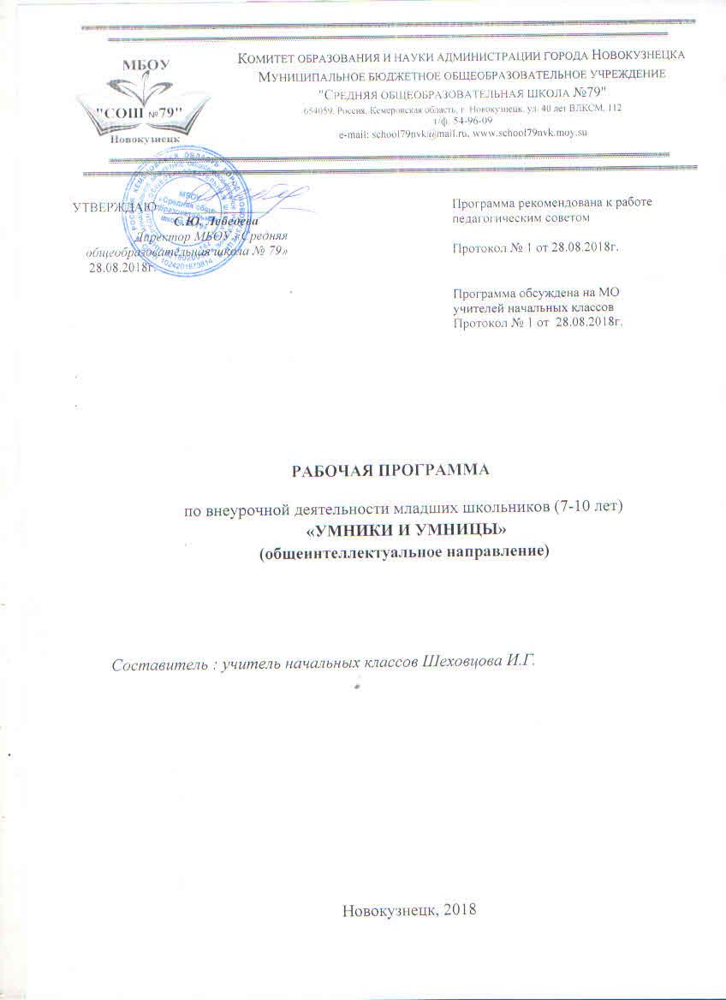 МБОУ
"СОШ №79"
Новокузнецк
КОМИТЕТ ОБРАЗОВАНИЯ И НАУКИ АДМИНИСТРАЦИИ ГОРОДА НОВОКУЗНЕЦКА
МУНИЦИПАЛЬНОЕ БЮДЖЕТНОЕ ОБЩЕОБРАЗОВАТЕЛЬНОЕ УЧРЕЖДЕНИЕ
"СРЕДНЯЯ ОБЩЕОБРАЗОВАТЕЛЬНАЯ ШКОЛА №79"
654059, Россия, Кемеровская область, г. Новокузнецк, ул. 40 лет ВЛКСМ, 112
т/ф. 54-96-09
e-mail: school79nvk@mail.ru, www.school79nvk.moy.su
УТВЕРЖДАЮ
С.Ю. Лебедева
Директор МБОУ «Средняя
общеобразовательная школа № 79»
28.08.2018г.
Программа рекомендована к работе
педагогическим советом
Протокол № 1 от 28.08.2018г.
Программа обсуждена на МО
учителей начальных классов
Протокол № 1 от 28.08.2018г.
РАБОЧАЯ ПРОГРАММА
по внеурочной деятельности младших школьников (7-10 лет)
«УМНИКИ И УМНИЦЫ»
(общеинтеллектуальное направление)
Составитель : учитель начальных классов Шеховцова И.Г.
Новокузнецк, 2018